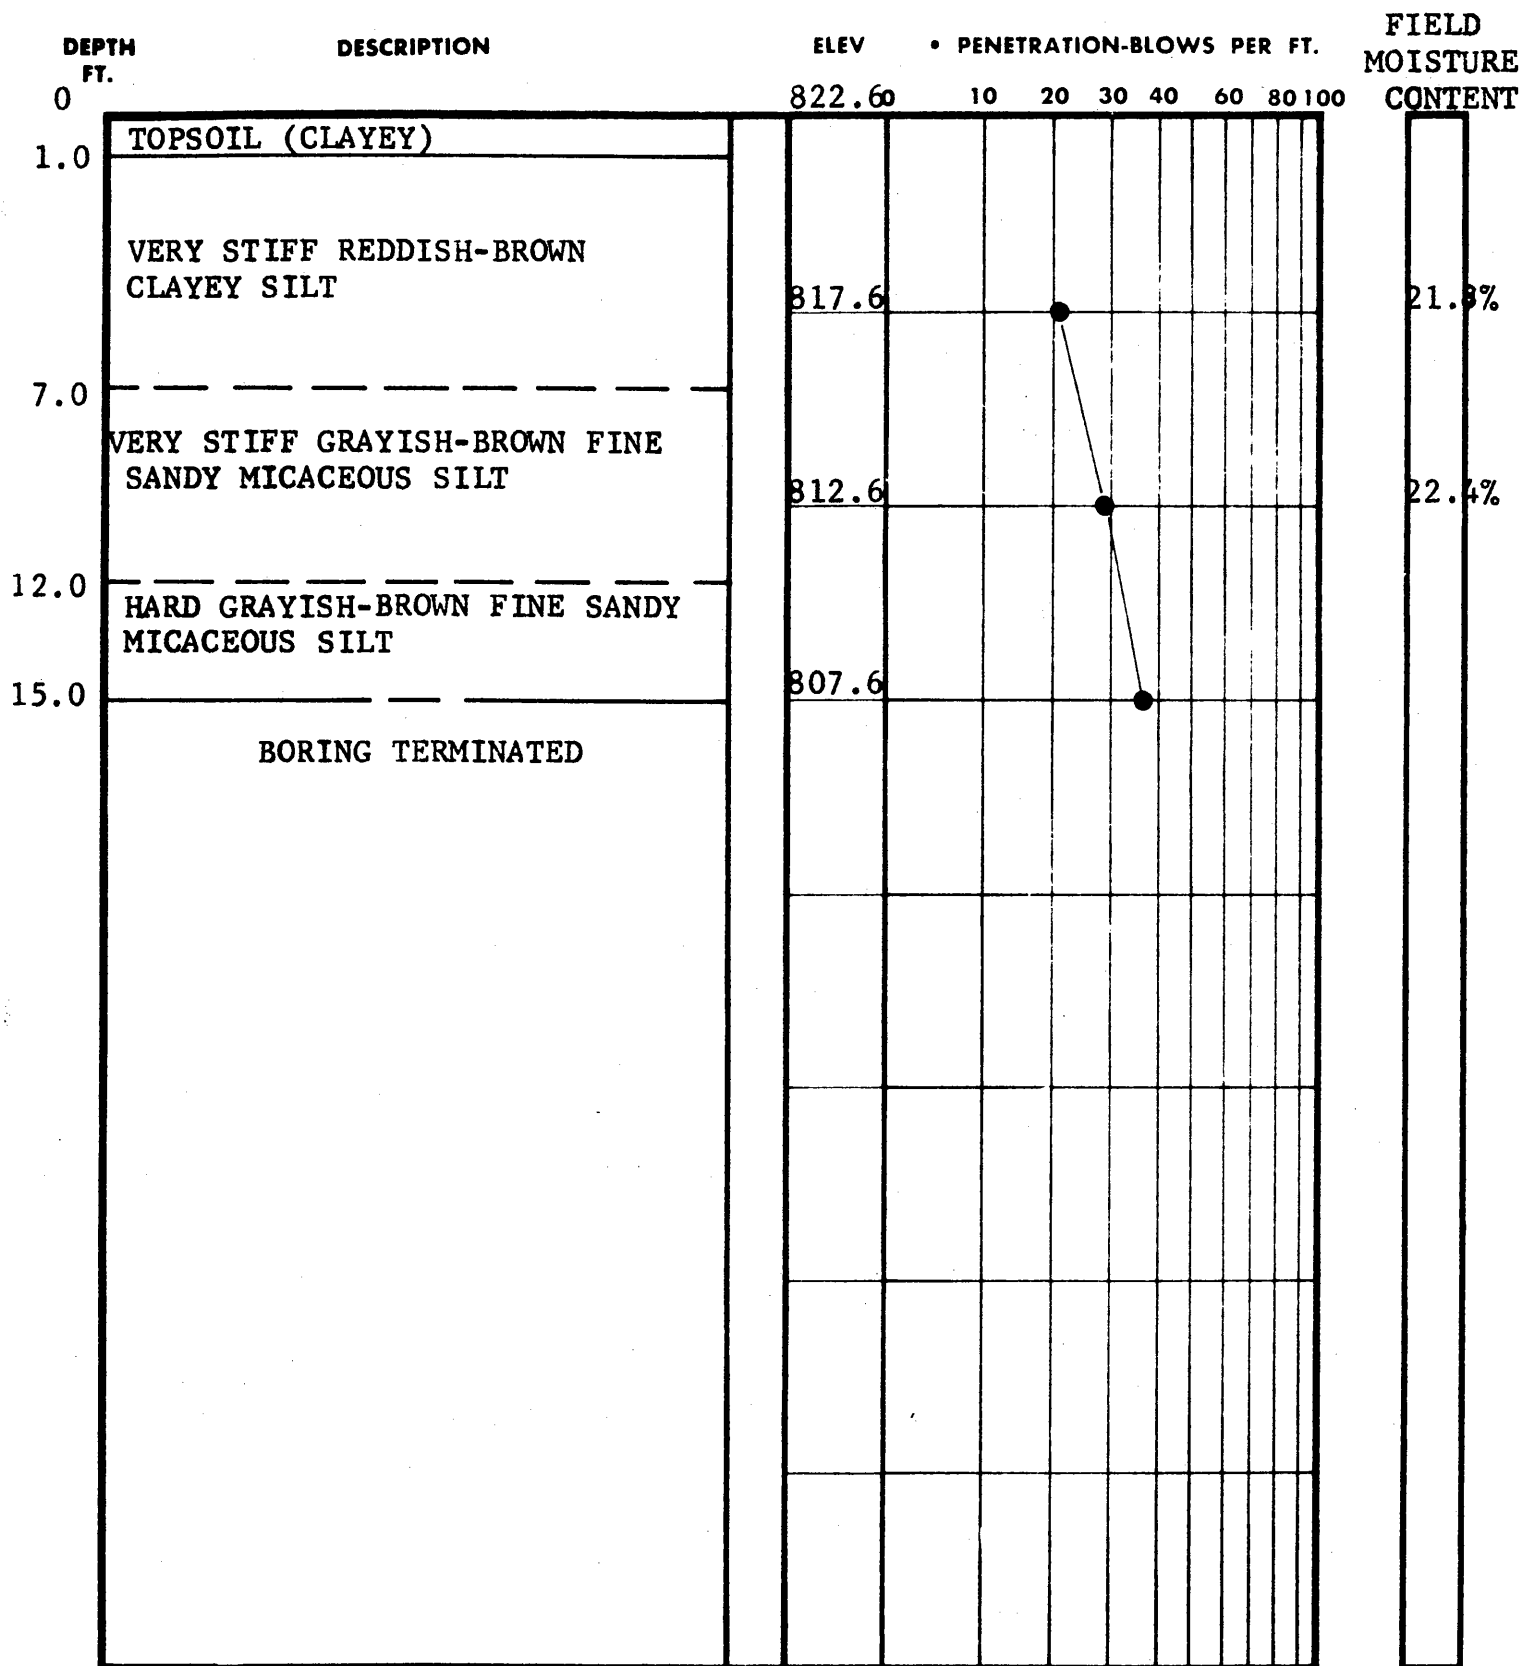 DEPTH FT.
DESCRIPTION
ELEV
• PENETRATION-BLOWS PER FT.
FIELD MOISTURE CONTENT
0
822.6
0 10 20 30 40 60 80 100
TOPSOIL (CLAYEY)
1.0
VERY STIFF REDDISH-BROWN
CLAYEY SILT
817.6
21.8%
7.0
VERY STIFF GRAYISH-BROWN FINE
SANDY MICACEOUS SILT
812.6
22.4%
12.0
HARD GRAYISH-BROWN FINE SANDY
MICACEOUS SILT
15.0
807.6
BORING TERMINATED